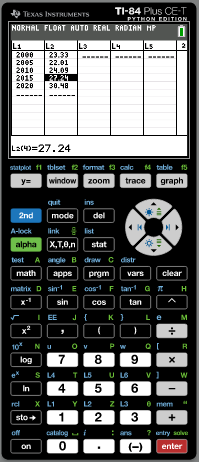 TEXAS INSTRUMENTS TI-84 Plus CE-T
PYTHON EDITION
NORMAL FLOAT AUTO REAL RADIAN MP
L1 L2 L3 L4 L5 2
2000 23.33 ------ ------ ------
2005 22.01
2010 24.09
2015 27.24
2020 30.48
------ ------
L2(4)=27.24
statplot f1 tblset f2 format f3 calc f4 table f5
y= window zoom trace graph
quit ins
2nd mode del
A-lock link list
alpha X,T,θ,n stat
test A angle B draw C distr
math apps prgm vars clear
matrix D sin⁻¹ E cos⁻¹ F tan⁻¹ G π H
x⁻¹ sin cos tan ^
√ I EE J { K } L e M
x² , ( ) ÷
10ˣ N u O v P w Q [ R
log 7 8 9 ×
eˣ S L4 T L5 U L6 V ] W
ln 4 5 6 −
rcl X L1 Y L2 Z L3 θ mem "
sto→ 1 2 3 +
off catalog i : ans ? entry solve
on 0 . (−) enter